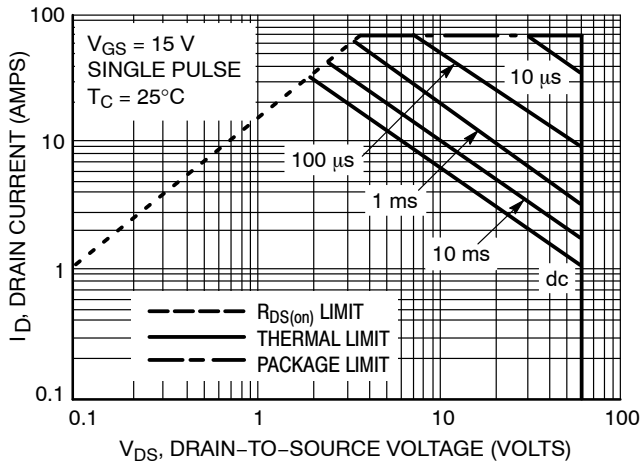 100
10
1
0.1
I_D, DRAIN CURRENT (AMPS)
V_GS = 15 V
SINGLE PULSE
T_C = 25°C
10 µs
100 µs
1 ms
10 ms
dc
R_DS(on) LIMIT
THERMAL LIMIT
PACKAGE LIMIT
0.1 1 10 100
V_DS, DRAIN−TO−SOURCE VOLTAGE (VOLTS)